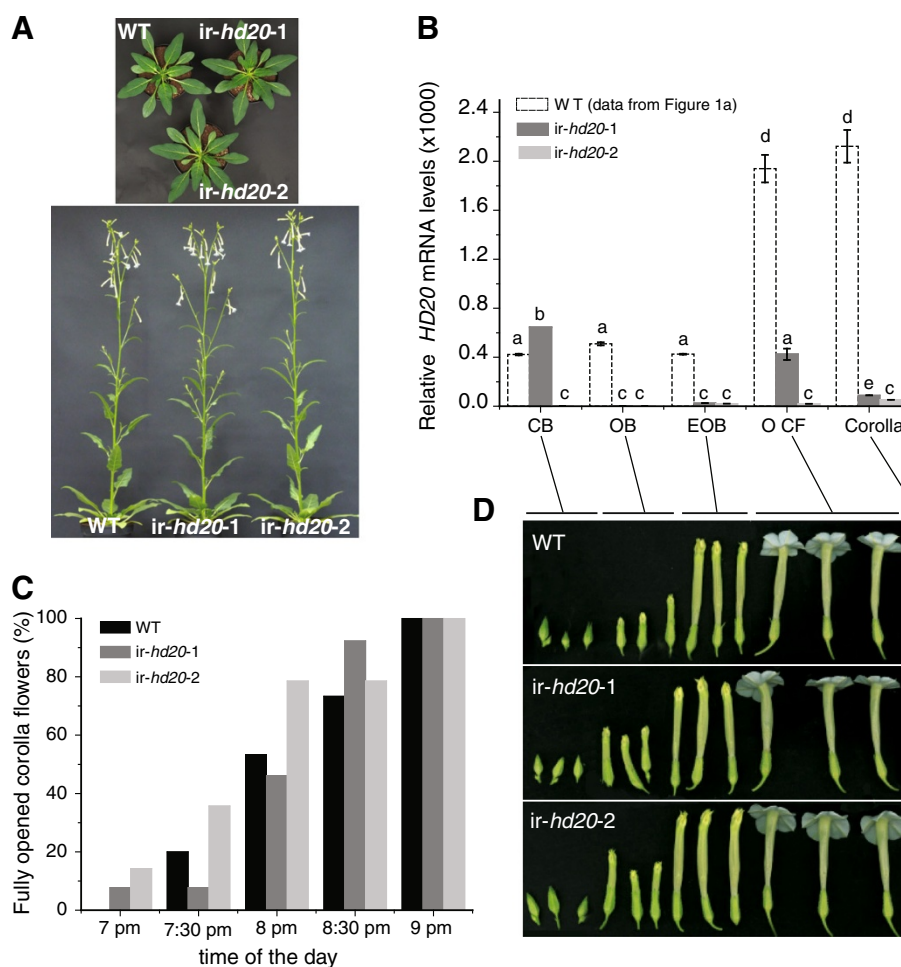 A
WT
ir-hd20-1
ir-hd20-2
WT
ir-hd20-1
ir-hd20-2
B
Relative HD20 mRNA levels (x1000)
2.4
2.0
1.6
1.2
0.8
0.4
0.0
WT (data from Figure 1a)
ir-hd20-1
ir-hd20-2
a
b
c
a
c
c
a
c
c
d
a
c
d
e
c
CB
OB
EOB
O CF
Corolla
C
Fully opened corolla flowers (%)
100
80
60
40
20
0
WT
ir-hd20-1
ir-hd20-2
7 pm
7:30 pm
8 pm
8:30 pm
9 pm
time of the day
D
WT
ir-hd20-1
ir-hd20-2